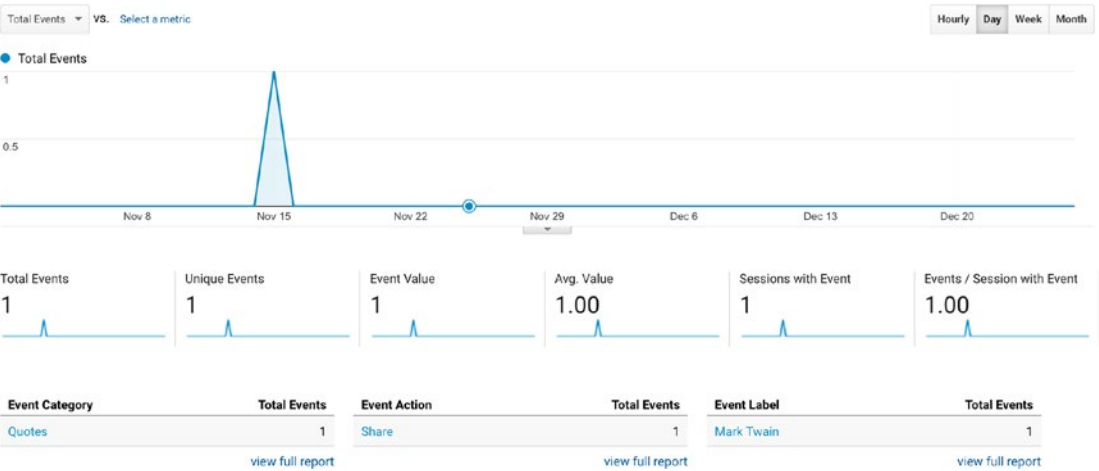 Total Events VS. Select a metric Hourly Day Week Month
Total Events
1
0.5
Nov 8 Nov 15 Nov 22 Nov 29 Dec 6 Dec 13 Dec 20
Total Events Unique Events Event Value Avg. Value Sessions with Event Events / Session with Event
1 1 1 1.00 1 1.00
Event Category Total Events Event Action Total Events Event Label Total Events
Quotes 1 Share 1 Mark Twain 1
view full report view full report view full report